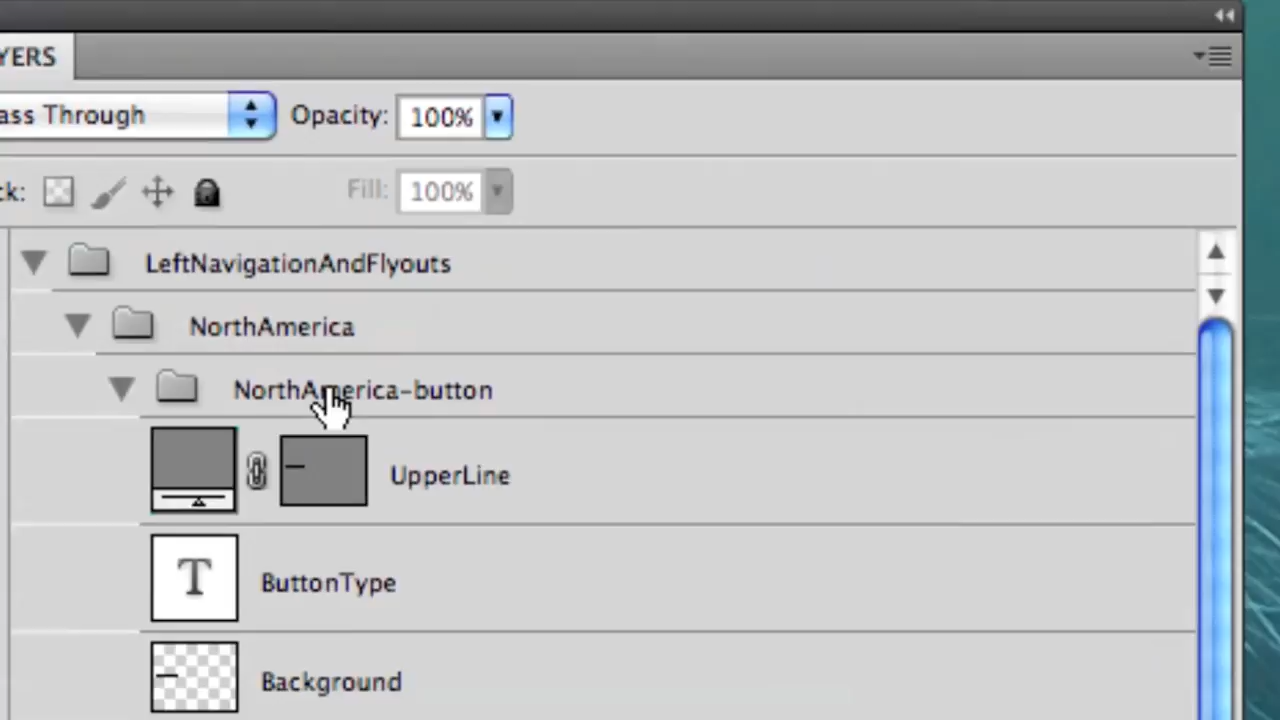 YERS
ass Through Opacity: 100%
ck: Fill: 100%
LeftNavigationAndFlyouts
NorthAmerica
NorthAmerica-button
UpperLine
T ButtonType
Background